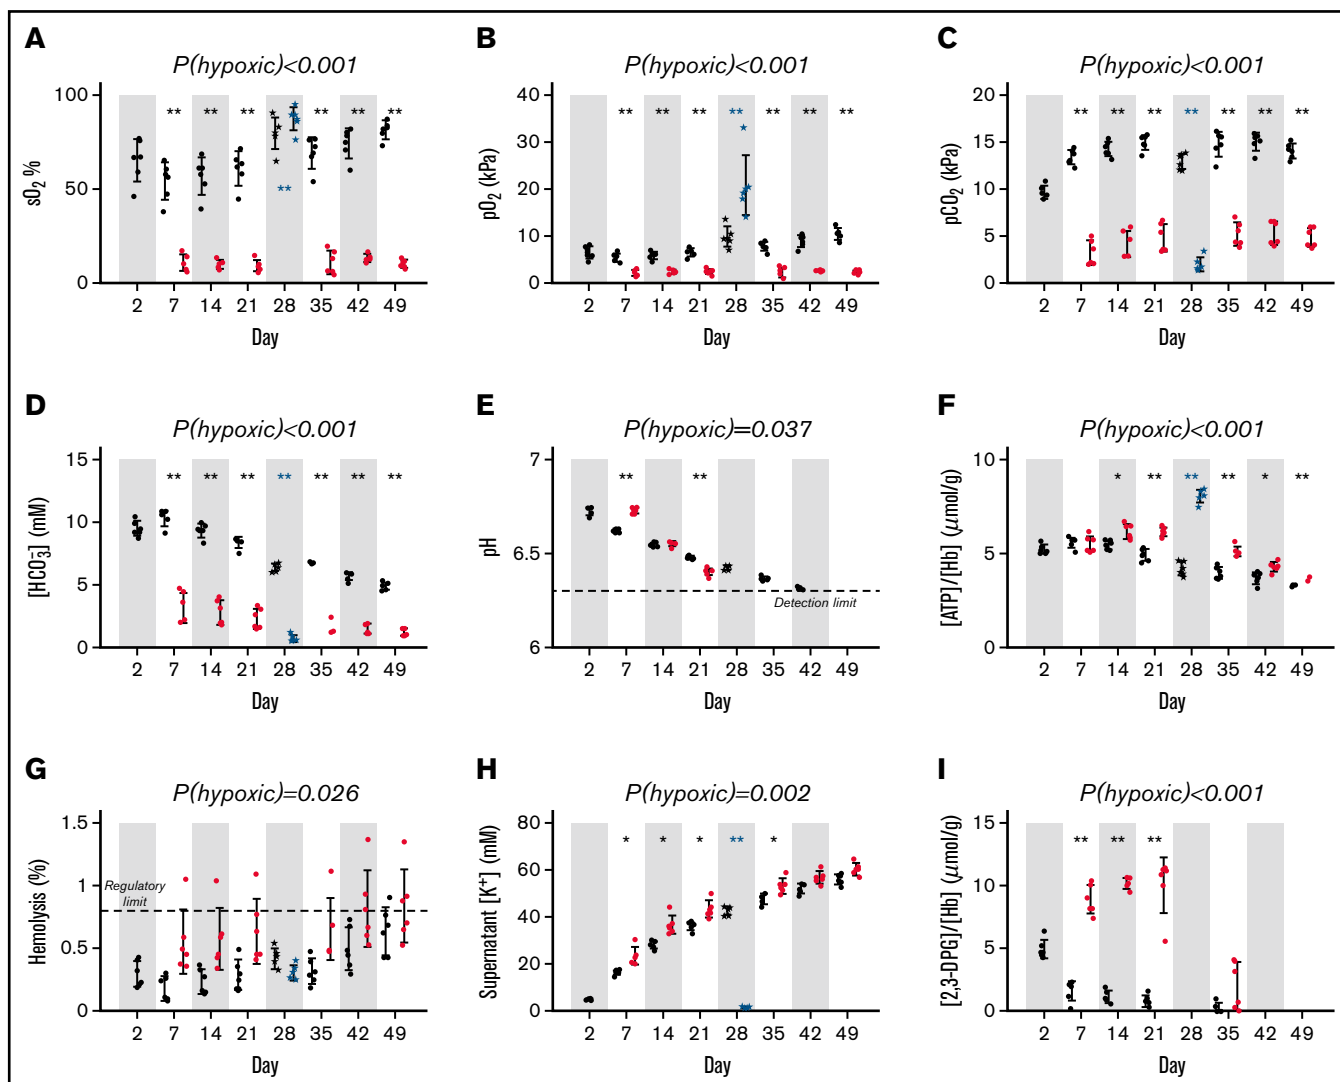 A
P(hypoxic)<0.001
sO2 %
100
50
0
** ** ** ** ** ** **
2 7 14 21 28 35 42 49
Day
B
P(hypoxic)<0.001
pO2 (kPa)
40
30
20
10
0
** ** ** ** ** ** **
2 7 14 21 28 35 42 49
Day
C
P(hypoxic)<0.001
pCO2 (kPa)
20
15
10
5
0
** ** ** ** ** ** **
2 7 14 21 28 35 42 49
Day
D
P(hypoxic)<0.001
[HCO3-] (mM)
15
10
5
0
** ** ** ** ** ** **
2 7 14 21 28 35 42 49
Day
E
P(hypoxic)=0.037
pH
7
6.5
6
** **
Detection limit
2 7 14 21 28 35 42 49
Day
F
P(hypoxic)<0.001
[ATP]/[Hb] (μmol/g)
10
5
0
* ** ** ** * **
2 7 14 21 28 35 42 49
Day
G
P(hypoxic)=0.026
Hemolysis (%)
1.5
1
0.5
0
Regulatory
limit
2 7 14 21 28 35 42 49
Day
H
P(hypoxic)=0.002
Supernatant [K+] (mM)
80
60
40
20
0
* * * ** *
2 7 14 21 28 35 42 49
Day
I
P(hypoxic)<0.001
[2,3-DPG]/[Hb] (μmol/g)
15
10
5
0
** ** **
2 7 14 21 28 35 42 49
Day